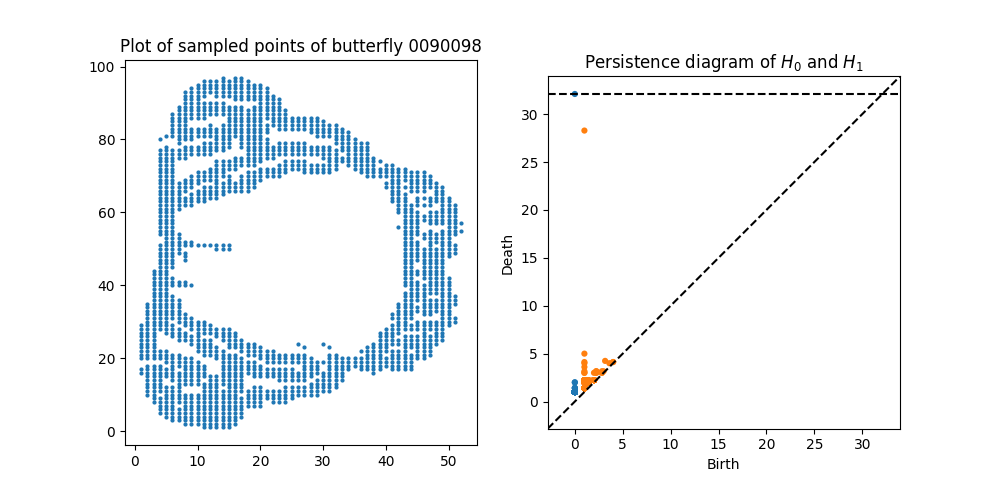 Plot of sampled points of butterfly 0090098
100
80
60
40
20
0
0 10 20 30 40 50
Persistence diagram of H₀ and H₁
Death
30
25
20
15
10
5
0
0 5 10 15 20 25 30
Birth